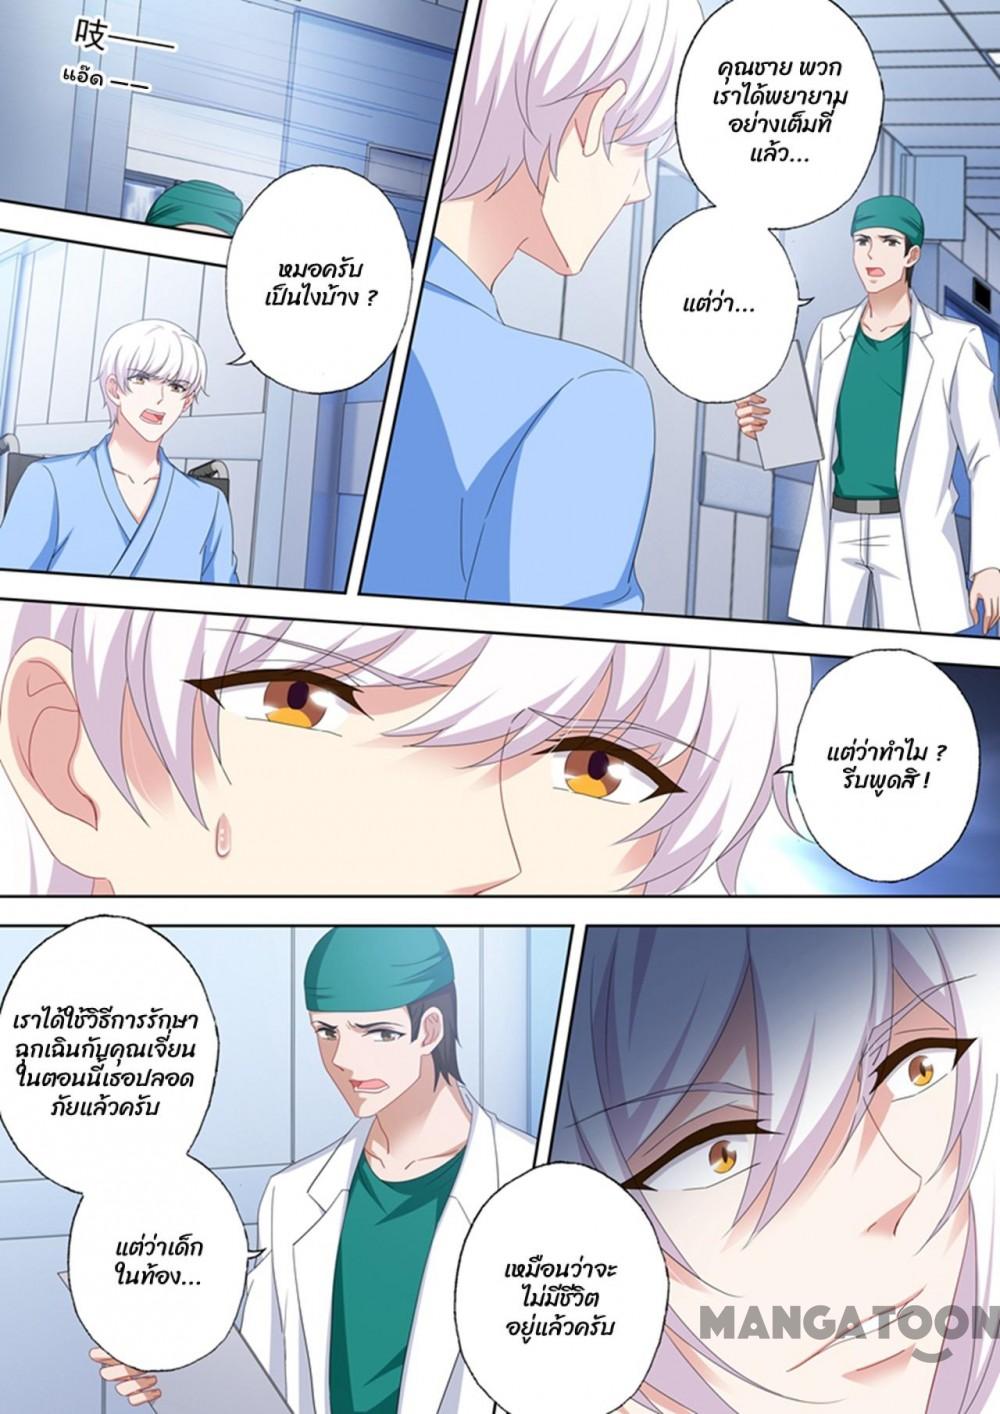 吱——
แอ๊ด ——
หมอครับ
เป็นไงบ้าง ?
คุณชาย พวก
เราได้พยายาม
อย่างเต็มที่
แล้ว...
แต่ว่า...
แต่ว่าทำไม ?
รีบพูดสิ !
เราได้ใช้วิธีการรักษา
ฉุกเฉินกับคุณเจี่ยน
ในตอนนี้เธอปลอด
ภัยแล้วครับ
แต่ว่าเด็ก
ในท้อง...
เหมือนว่าจะ
ไม่มีชีวิต
อยู่แล้วครับ
MANGATOON